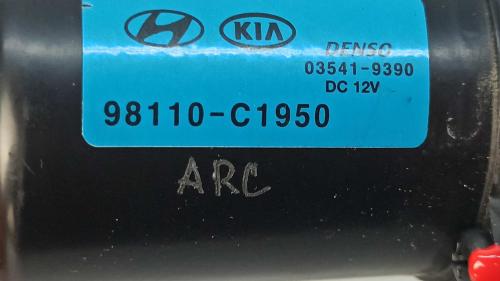 KIA DENSO
03541-9390
DC 12V
98110-C1950
ARC